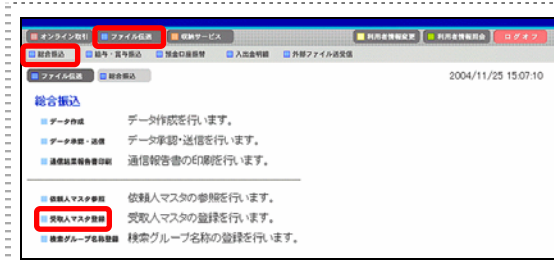 オンライン取引 ファイル伝送 収納サービス 利用者情報変更 利用者情報照会 ログオフ
総合振込 給与・賞与振込 預金口座振替 入出金明細 外部ファイル送受信
ファイル伝送 総合振込 2004/11/25 15:07:10
総合振込
データ作成 データ作成を行います。
データ承認・送信 データ承認・送信を行います。
通信結果報告書印刷 通信報告書の印刷を行います。
依頼人マスタ参照 依頼人マスタの参照を行います。
受取人マスタ登録 受取人マスタの登録を行います。
検索グループ名称登録 検索グループ名称の登録を行います。